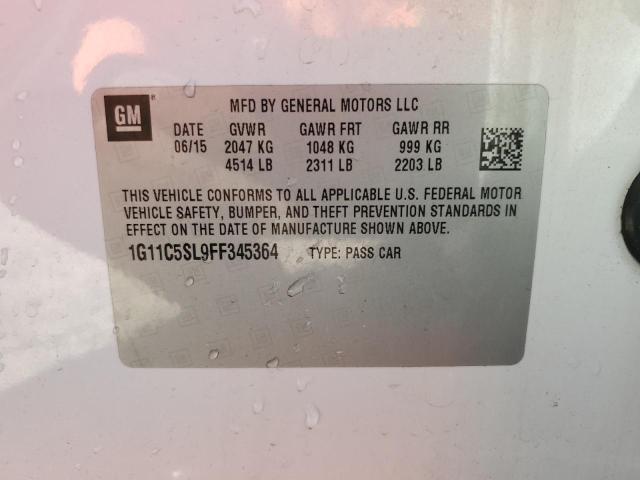 GM
MFD BY GENERAL MOTORS LLC
DATE GVWR GAWR FRT GAWR RR
06/15 2047 KG 1048 KG 999 KG
4514 LB 2311 LB 2203 LB
THIS VEHICLE CONFORMS TO ALL APPLICABLE U.S. FEDERAL MOTOR
VEHICLE SAFETY, BUMPER, AND THEFT PREVENTION STANDARDS IN
EFFECT ON THE DATE OF MANUFACTURE SHOWN ABOVE.
1G11C5SL9FF345364 TYPE: PASS CAR